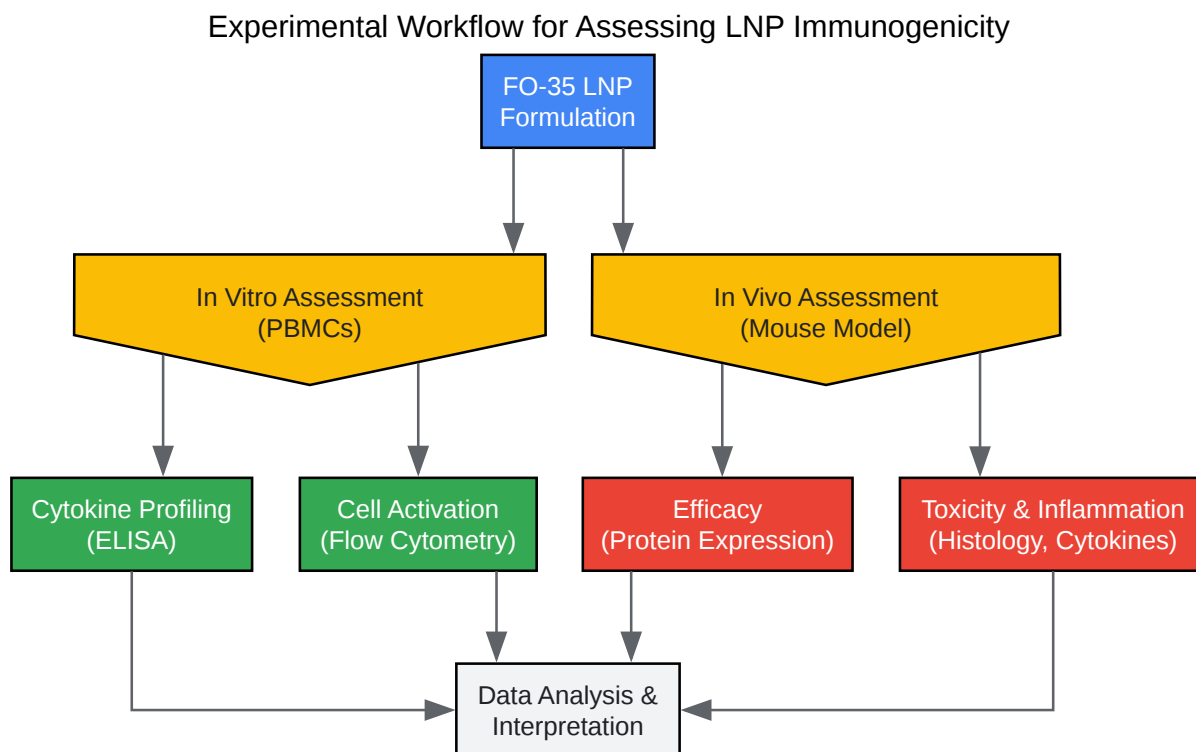 Experimental Workflow for Assessing LNP Immunogenicity
FO-35 LNP
Formulation
In Vitro Assessment
(PBMCs)
In Vivo Assessment
(Mouse Model)
Cytokine Profiling
(ELISA)
Cell Activation
(Flow Cytometry)
Efficacy
(Protein Expression)
Toxicity & Inflammation
(Histology, Cytokines)
Data Analysis &
Interpretation